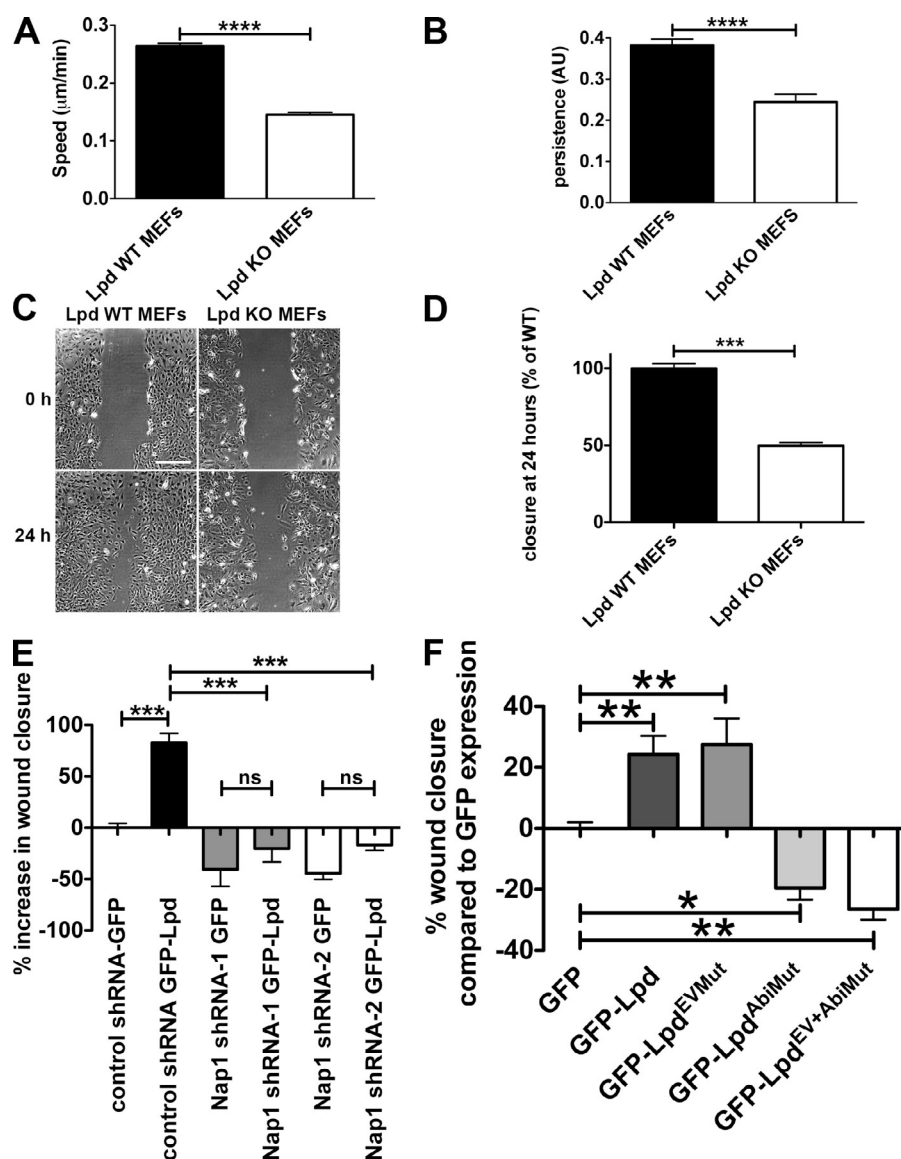 A
Speed (µm/min)
0.3
0.2
0.1
0.0
****
Lpd WT MEFs
Lpd KO MEFs
B
persistence (AU)
0.4
0.3
0.2
0.1
0.0
****
Lpd WT MEFs
Lpd KO MEFS
C
Lpd WT MEFs Lpd KO MEFs
0 h
24 h
D
closure at 24 hours (% of WT)
100
50
0
***
Lpd WT MEFs
Lpd KO MEFs
E
% increase in wound closure
100
50
0
-50
-100
***
***
***
ns
ns
control shRNA-GFP
control shRNA GFP-Lpd
Nap1 shRNA-1 GFP
Nap1 shRNA-1 GFP-Lpd
Nap1 shRNA-2 GFP
Nap1 shRNA-2 GFP-Lpd
F
% wound closure
compared to GFP expression
40
20
0
-20
-40
**
**
*
**
GFP
GFP-Lpd
GFP-Lpd^EVMut
GFP-Lpd^AbiMut
GFP-Lpd^EV+AbiMut